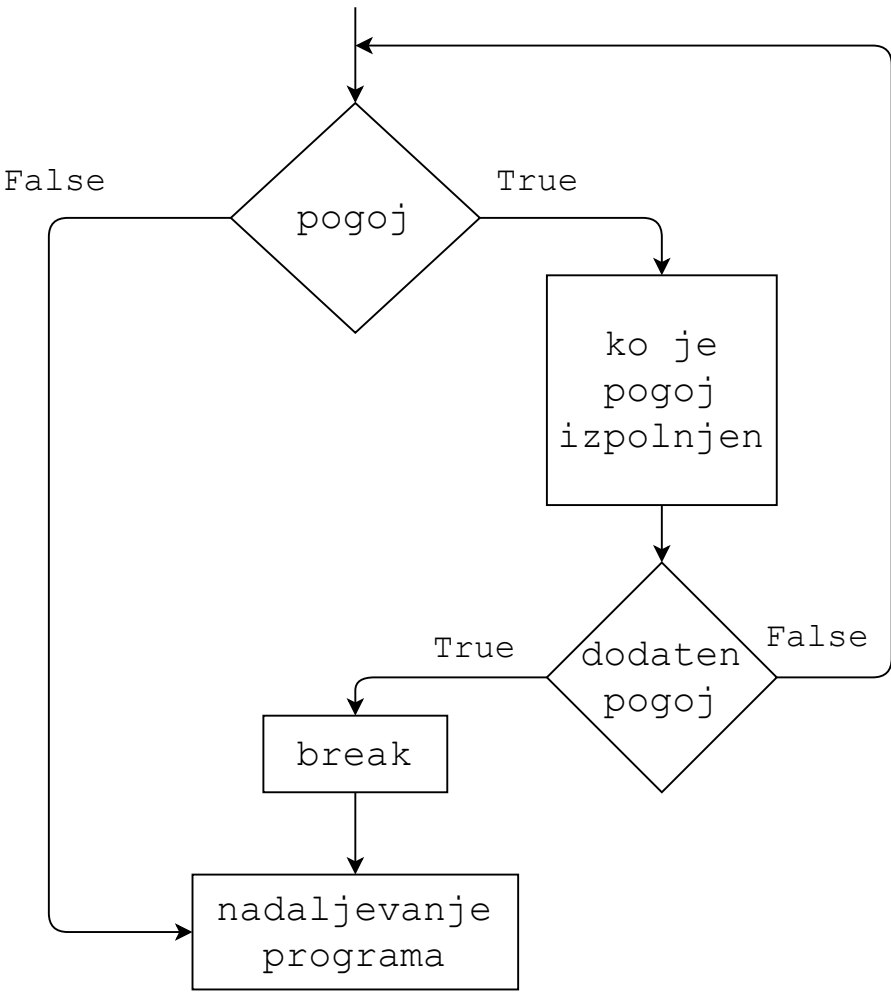 False
True
pogoj
ko je
pogoj
izpolnjen
True
False
dodaten
pogoj
break
nadaljevanje
programa